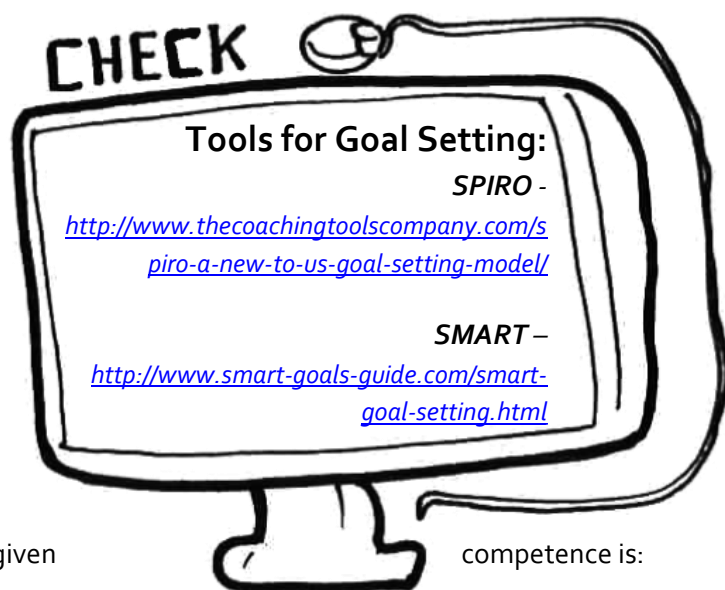 CHECK
Tools for Goal Setting:
SPIRO -
http://www.thecoachingtoolscompany.com/s
piro-a-new-to-us-goal-setting-model/
SMART –
http://www.smart-goals-guide.com/smart-
goal-setting.html
given competence is: